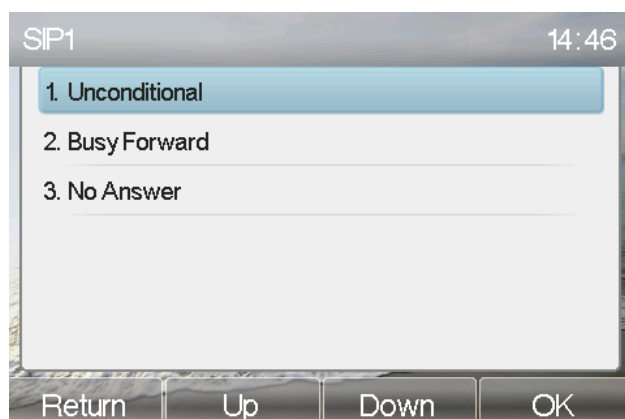 SIP1 14:46
1. Unconditional
2. Busy Forward
3. No Answer
Return Up Down OK